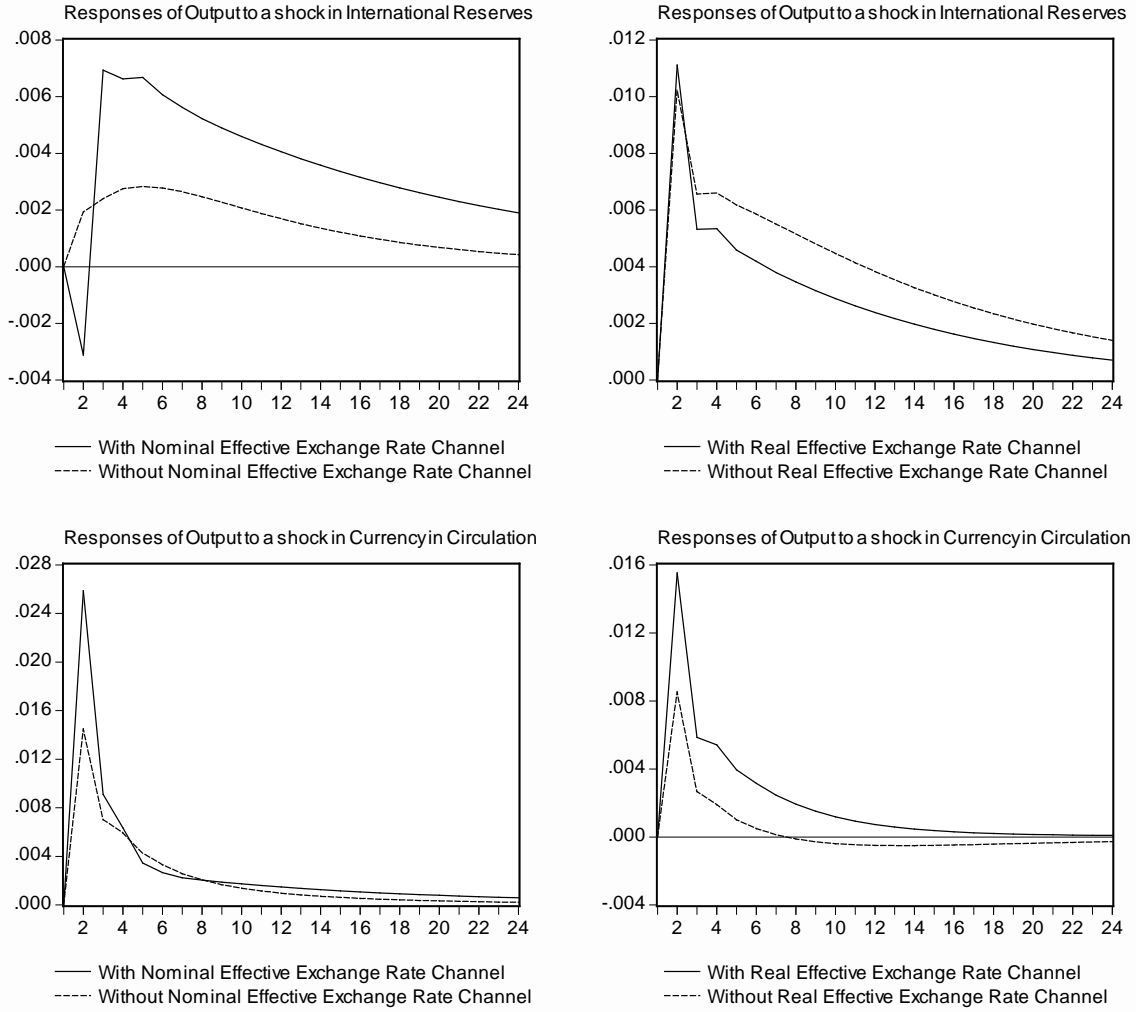 Responses of Output to a shock in International Reserves
.008
.006
.004
.002
.000
-.002
-.004
2 4 6 8 10 12 14 16 18 20 22 24
With Nominal Effective Exchange Rate Channel
Without Nominal Effective Exchange Rate Channel
Responses of Output to a shock in International Reserves
.012
.010
.008
.006
.004
.002
.000
2 4 6 8 10 12 14 16 18 20 22 24
With Real Effective Exchange Rate Channel
Without Real Effective Exchange Rate Channel
Responses of Output to a shock in Currency in Circulation
.028
.024
.020
.016
.012
.008
.004
.000
2 4 6 8 10 12 14 16 18 20 22 24
With Nominal Effective Exchange Rate Channel
Without Nominal Effective Exchange Rate Channel
Responses of Output to a shock in Currency in Circulation
.016
.012
.008
.004
.000
-.004
2 4 6 8 10 12 14 16 18 20 22 24
With Real Effective Exchange Rate Channel
Without Real Effective Exchange Rate Channel